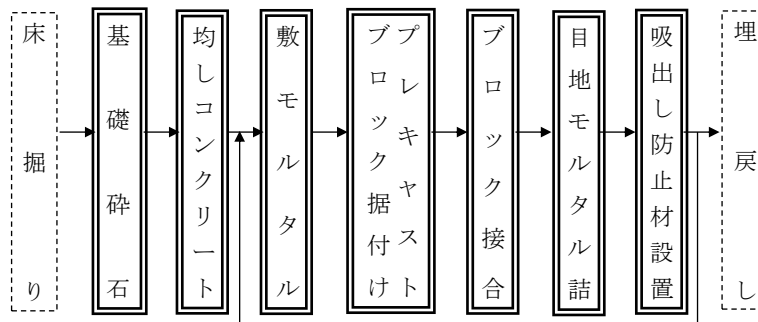 床掘り
基礎砕石
均しコンクリート
敷モルタル
プレキャスト
ブロック据付け
ブロック接合
目地モルタル詰
吸出し防止材設置
埋戻し